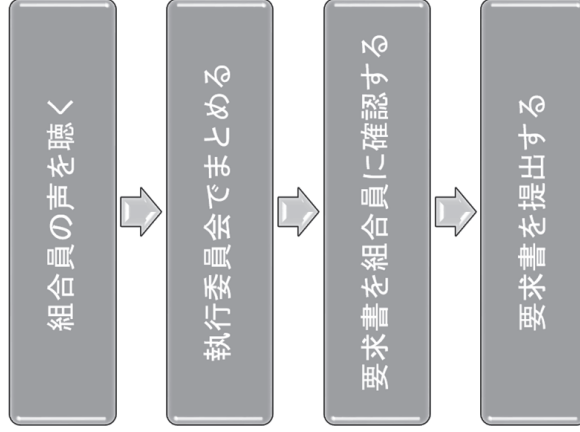 組合員の声を聴く
執行委員会でまとめる
要求書を組合員に確認する
要求書を提出する